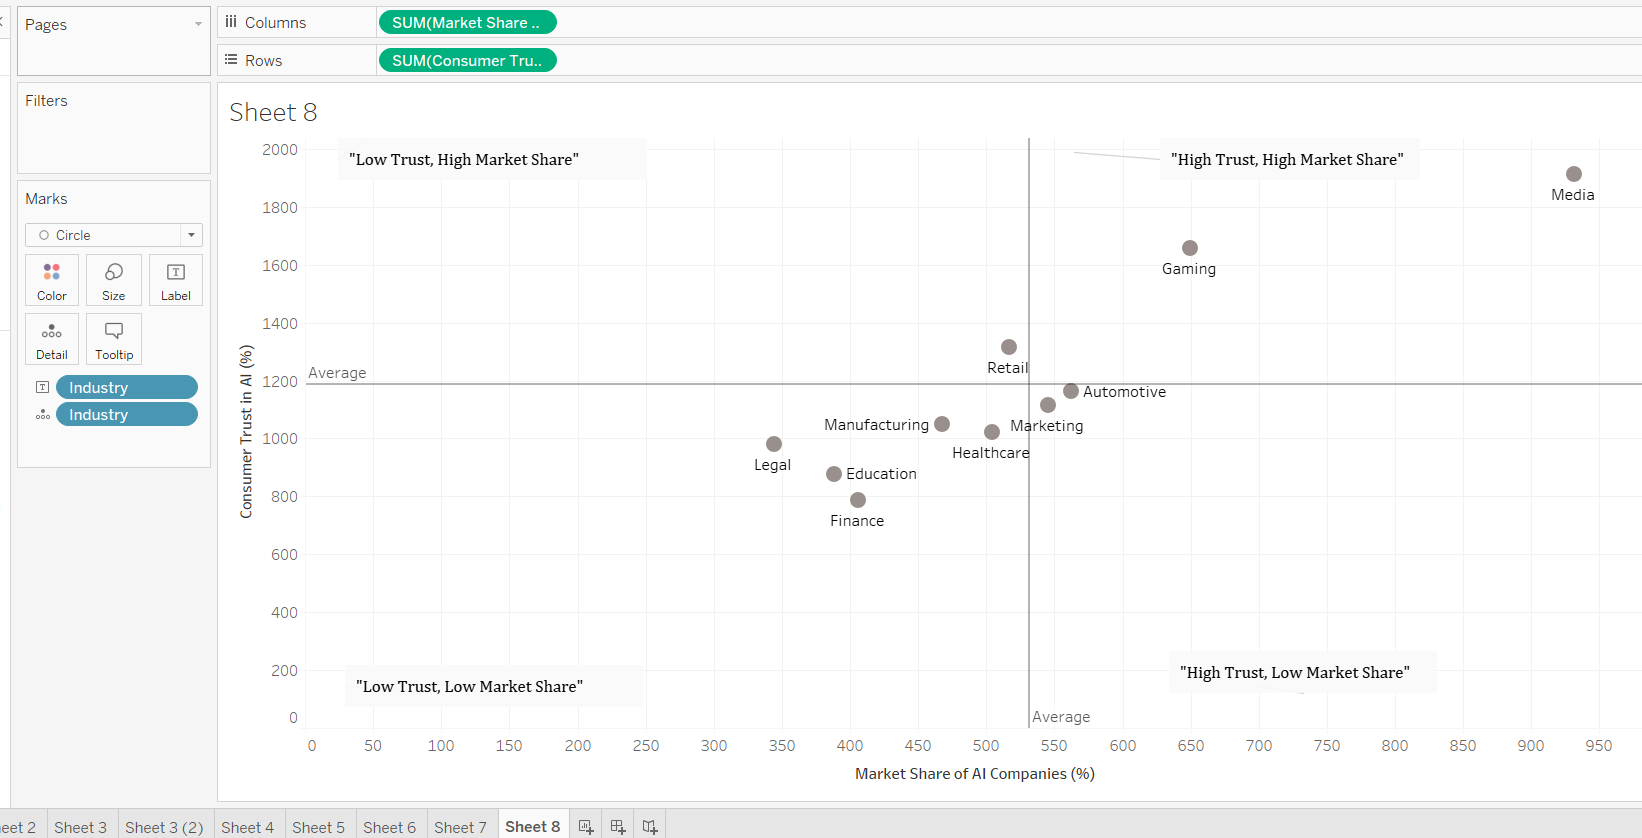 Pages
Columns
SUM(Market Share ..
Rows
SUM(Consumer Tru..
Filters
Marks
Circle
Color
Size
Label
Detail
Tooltip
Industry
Industry
Sheet 8
"Low Trust, High Market Share"
"High Trust, High Market Share"
2000
1800
1600
1400
1200
1000
800
600
400
200
0
Consumer Trust in AI (%)
Media
Gaming
Retail
Average
Automotive
Manufacturing
Marketing
Healthcare
Legal
Education
Finance
"Low Trust, Low Market Share"
"High Trust, Low Market Share"
Average
0 50 100 150 200 250 300 350 400 450 500 550 600 650 700 750 800 850 900 950
Market Share of AI Companies (%)
eet 2 Sheet 3 Sheet 3 (2) Sheet 4 Sheet 5 Sheet 6 Sheet 7 Sheet 8